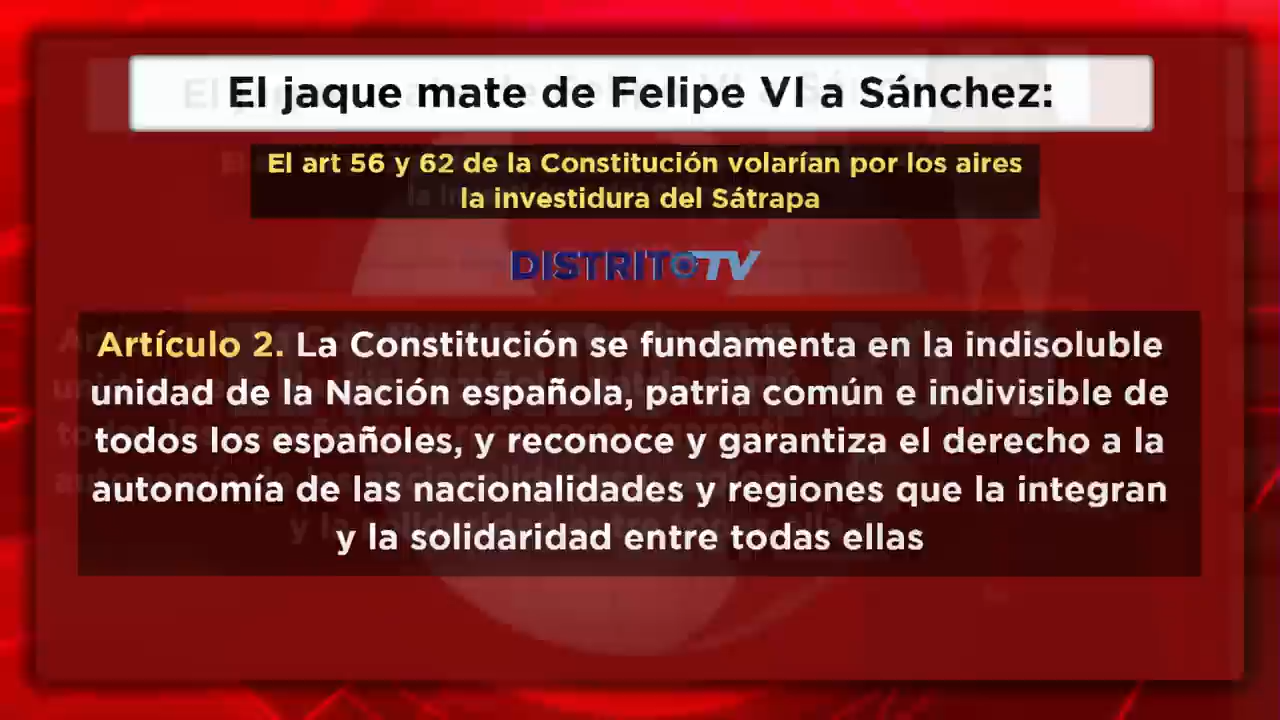 El jaque mate de Felipe VI a Sánchez:
El art 56 y 62 de la Constitución volarían por los aires
la investidura del Sátrapa
DISTRITOTV
Artículo 2. La Constitución se fundamenta en la indisoluble
unidad de la Nación española, patria común e indivisible de
todos los españoles, y reconoce y garantiza el derecho a la
autonomía de las nacionalidades y regiones que la integran
y la solidaridad entre todas ellas